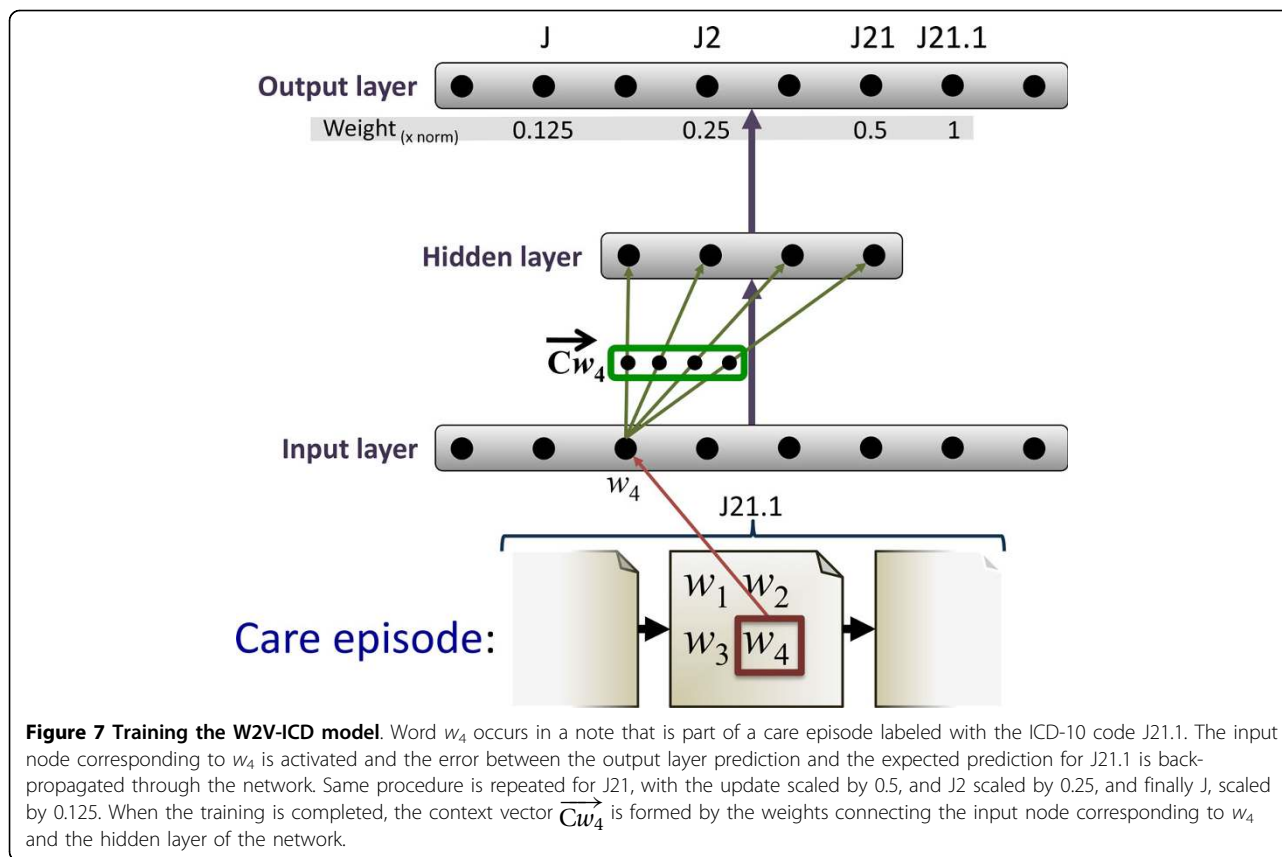 J J2 J21 J21.1
Output layer
Weight (x norm) 0.125 0.25 0.5 1
Hidden layer
Cw4
Input layer
w4
J21.1
w1 w2
Care episode: w3 w4
Figure 7 Training the W2V-ICD model. Word w4 occurs in a note that is part of a care episode labeled with the ICD-10 code J21.1. The input
node corresponding to w4 is activated and the error between the output layer prediction and the expected prediction for J21.1 is back-
propagated through the network. Same procedure is repeated for J21, with the update scaled by 0.5, and J2 scaled by 0.25, and finally J, scaled
by 0.125. When the training is completed, the context vector Cw4 is formed by the weights connecting the input node corresponding to w4
and the hidden layer of the network.